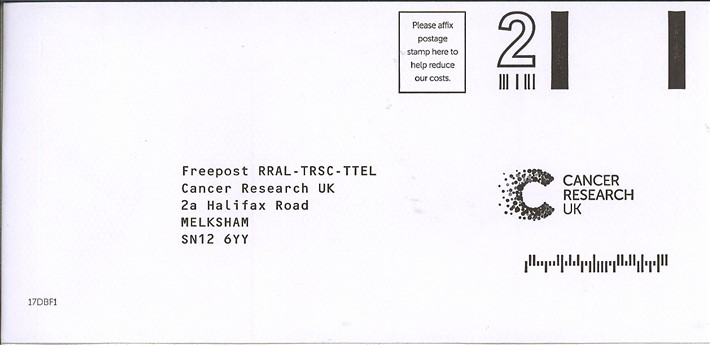 Please affix
postage
stamp here to
help reduce
our costs.
2
Freepost RRAL-TRSC-TTEL
Cancer Research UK
2a Halifax Road
MELKSHAM
SN12 6YY
CANCER
RESEARCH
UK
17DBF1